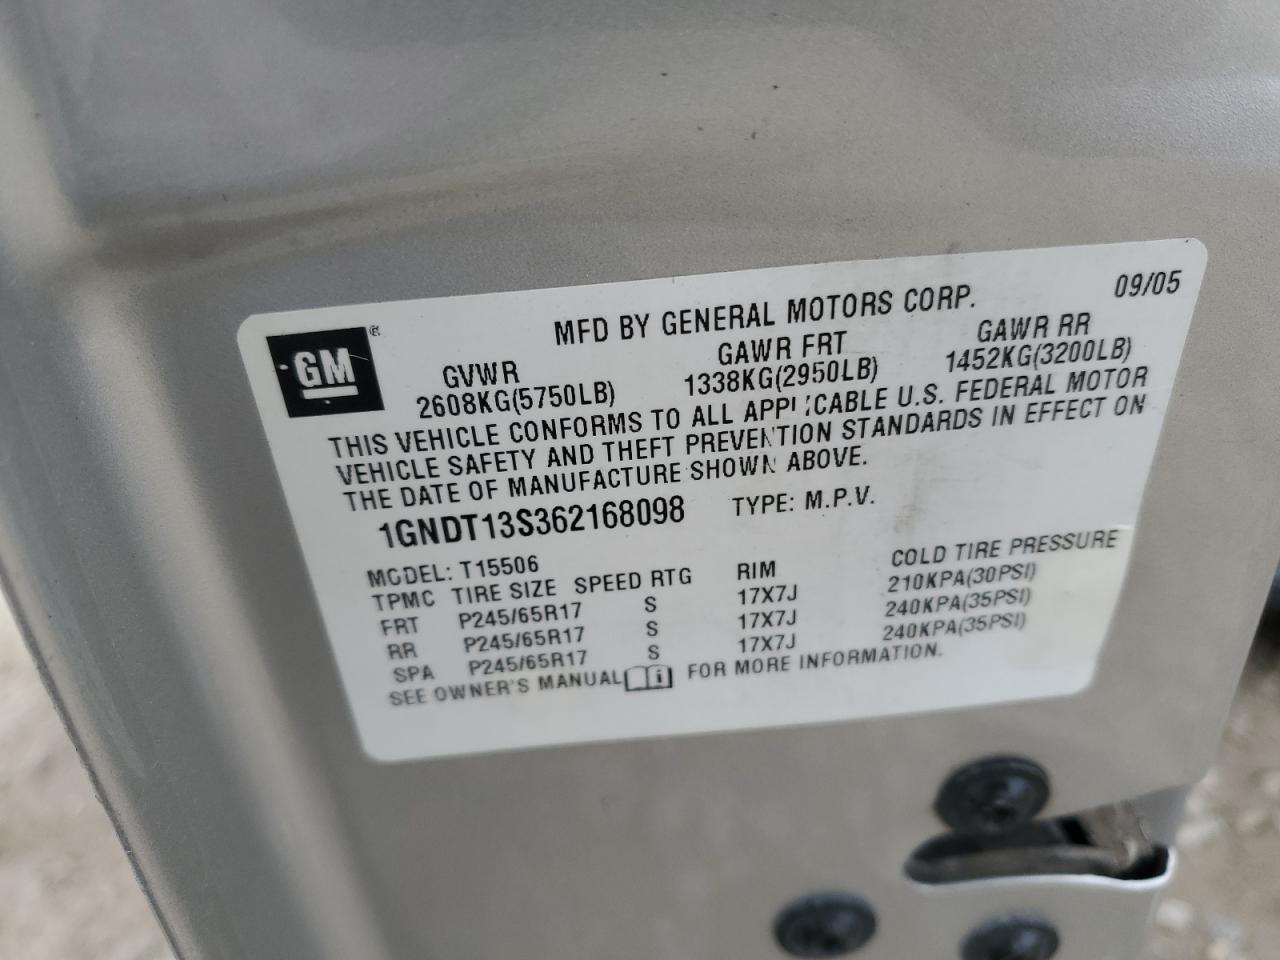 MFD BY GENERAL MOTORS CORP. 09/05
GM®
GVWR GAWR FRT GAWR RR
2608KG(5750LB) 1338KG(2950LB) 1452KG(3200LB)
THIS VEHICLE CONFORMS TO ALL APPLICABLE U.S. FEDERAL MOTOR
VEHICLE SAFETY AND THEFT PREVENTION STANDARDS IN EFFECT ON
THE DATE OF MANUFACTURE SHOWN ABOVE.
1GNDT13S362168098 TYPE: M.P.V.
MODEL: T15506
TPMC TIRE SIZE SPEED RTG RIM COLD TIRE PRESSURE
FRT P245/65R17 S 17X7J 210KPA(30PSI)
RR P245/65R17 S 17X7J 240KPA(35PSI)
SPA P245/65R17 S 17X7J 240KPA(35PSI)
SEE OWNER'S MANUAL i FOR MORE INFORMATION.